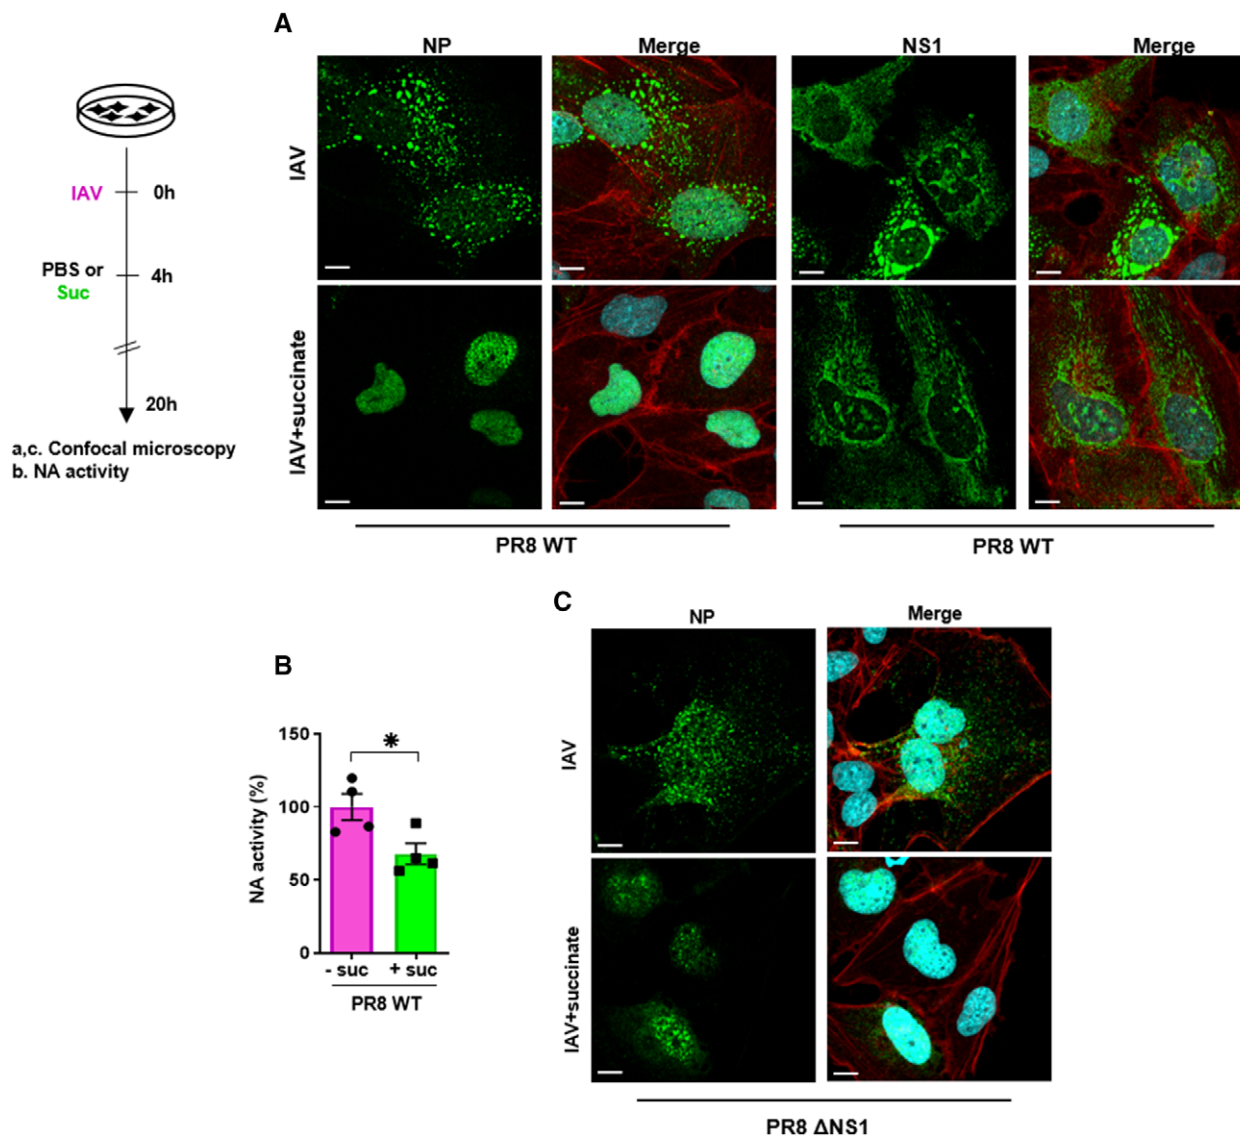 A
NP
Merge
NS1
Merge
IAV
0h
PBS or
Suc
4h
20h
a,c. Confocal microscopy
b. NA activity
IAV
IAV+succinate
PR8 WT
PR8 WT
B
NA activity (%)
150
100
50
0
*
- suc
+ suc
PR8 WT
C
NP
Merge
IAV
IAV+succinate
PR8 ΔNS1